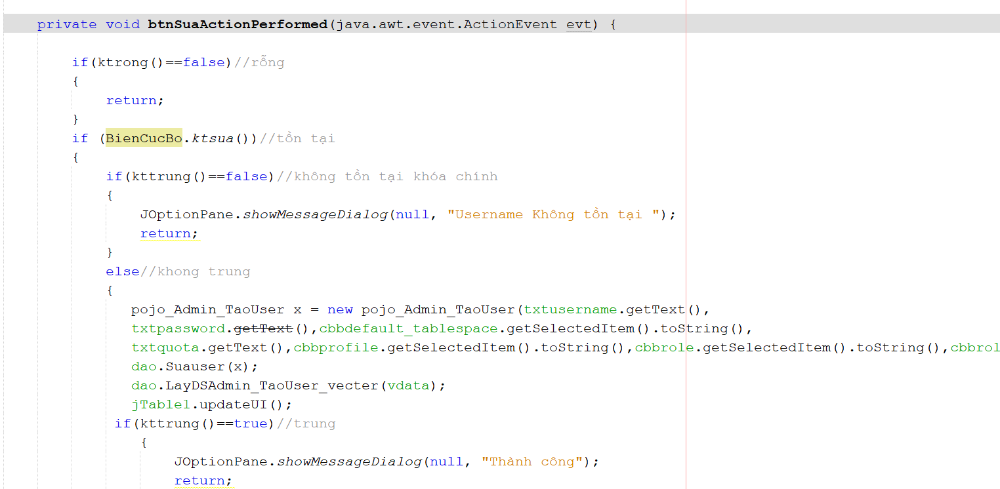 private void btnSuaActionPerformed(java.awt.event.ActionEvent evt) {
if(ktrong()==false)//rỗng
{
return;
}
if (BienCucBo.ktsua())//tồn tại
{
if(kttrung()==false)//không tồn tại khóa chính
{
JOptionPane.showMessageDialog(null, "Username Không tồn tại ");
return;
}
else//khong trung
{
pojo_Admin_TaoUser x = new pojo_Admin_TaoUser(txtusername.getText(),
txtpassword.getText(),cbbdefault_tablespace.getSelectedItem().toString(),
txtquota.getText(),cbbprofile.getSelectedItem().toString(),cbbrole.getSelectedItem().toString(),cbbrol
dao.Suauser(x);
dao.LayDSAdmin_TaoUser_vecter(vdata);
jTable1.updateUI();
if(kttrung()==true)//trung
{
JOptionPane.showMessageDialog(null, "Thành công");
return;